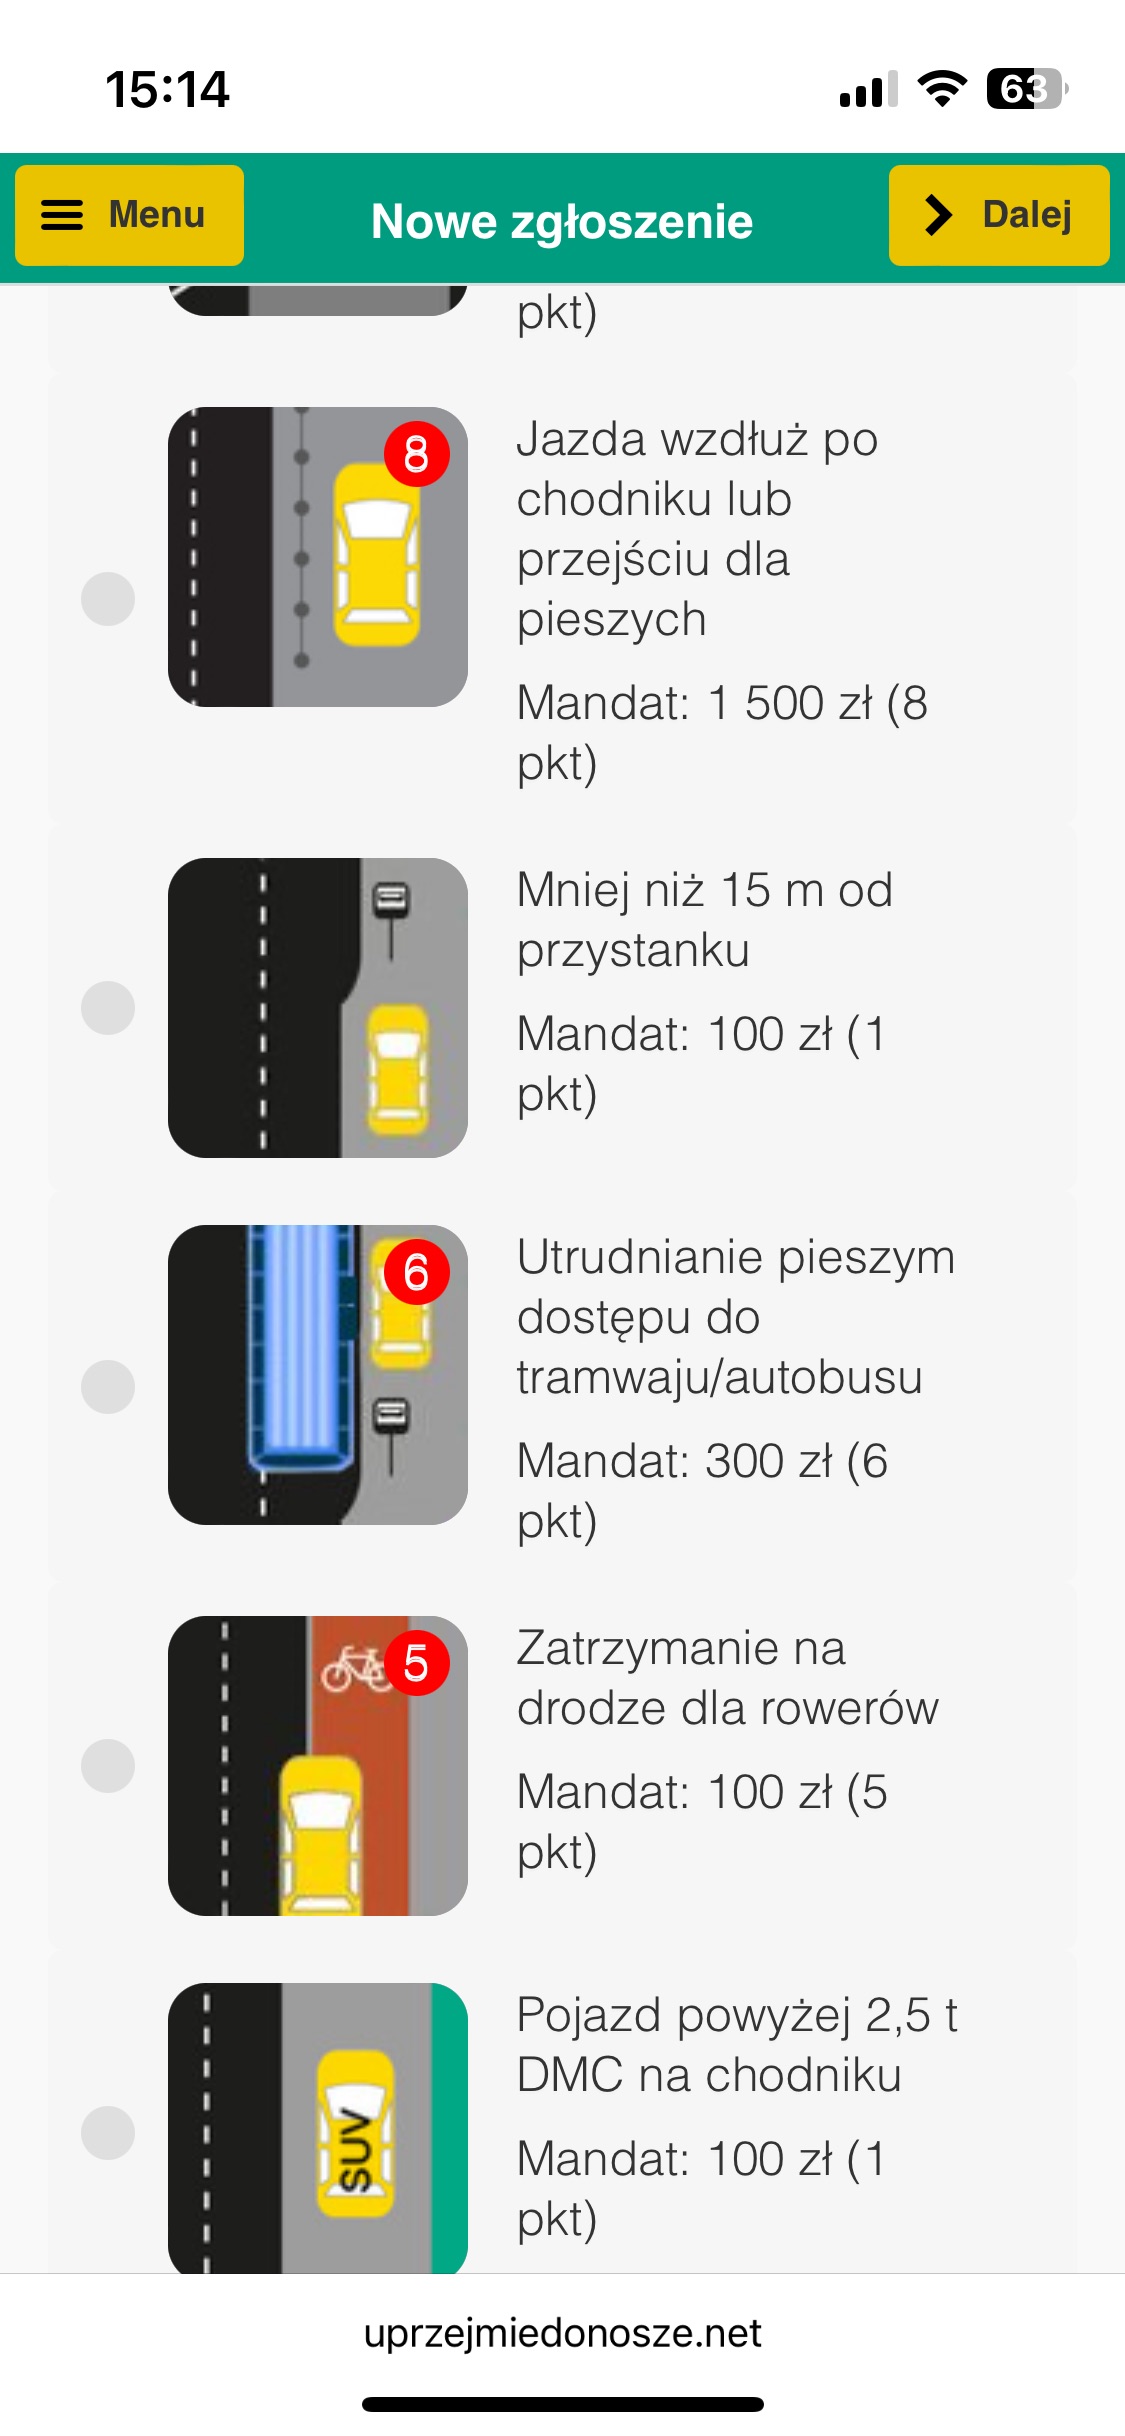 15:14
63
Menu
Nowe zgłoszenie
Dalej
pkt)
8
Jazda wzdłuż po
chodniku lub
przejściu dla
pieszych
Mandat: 1 500 zł (8
pkt)
Mniej niż 15 m od
przystanku
Mandat: 100 zł (1
pkt)
6
Utrudnianie pieszym
dostępu do
tramwaju/autobusu
Mandat: 300 zł (6
pkt)
5
Zatrzymanie na
drodze dla rowerów
Mandat: 100 zł (5
pkt)
SUV
Pojazd powyżej 2,5 t
DMC na chodniku
Mandat: 100 zł (1
pkt)
uprzejmiedonosze.net